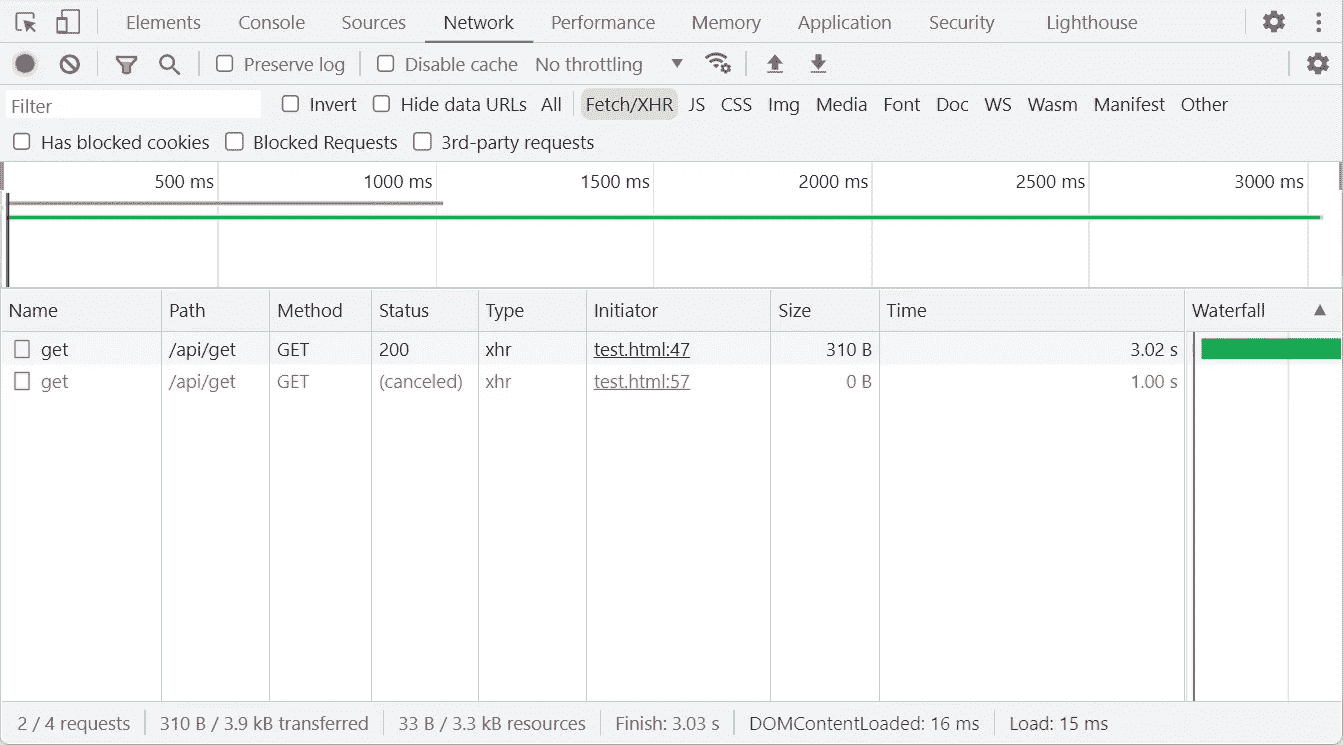 Elements Console Sources Network Performance Memory Application Security Lighthouse
Preserve log Disable cache No throttling
Filter Invert Hide data URLs All Fetch/XHR JS CSS Img Media Font Doc WS Wasm Manifest Other
Has blocked cookies Blocked Requests 3rd-party requests
500 ms 1000 ms 1500 ms 2000 ms 2500 ms 3000 ms
Name Path Method Status Type Initiator Size Time Waterfall
get /api/get GET 200 xhr test.html:47 310 B 3.02 s
get /api/get GET (canceled) xhr test.html:57 0 B 1.00 s
2 / 4 requests 310 B / 3.9 kB transferred 33 B / 3.3 kB resources Finish: 3.03 s DOMContentLoaded: 16 ms Load: 15 ms